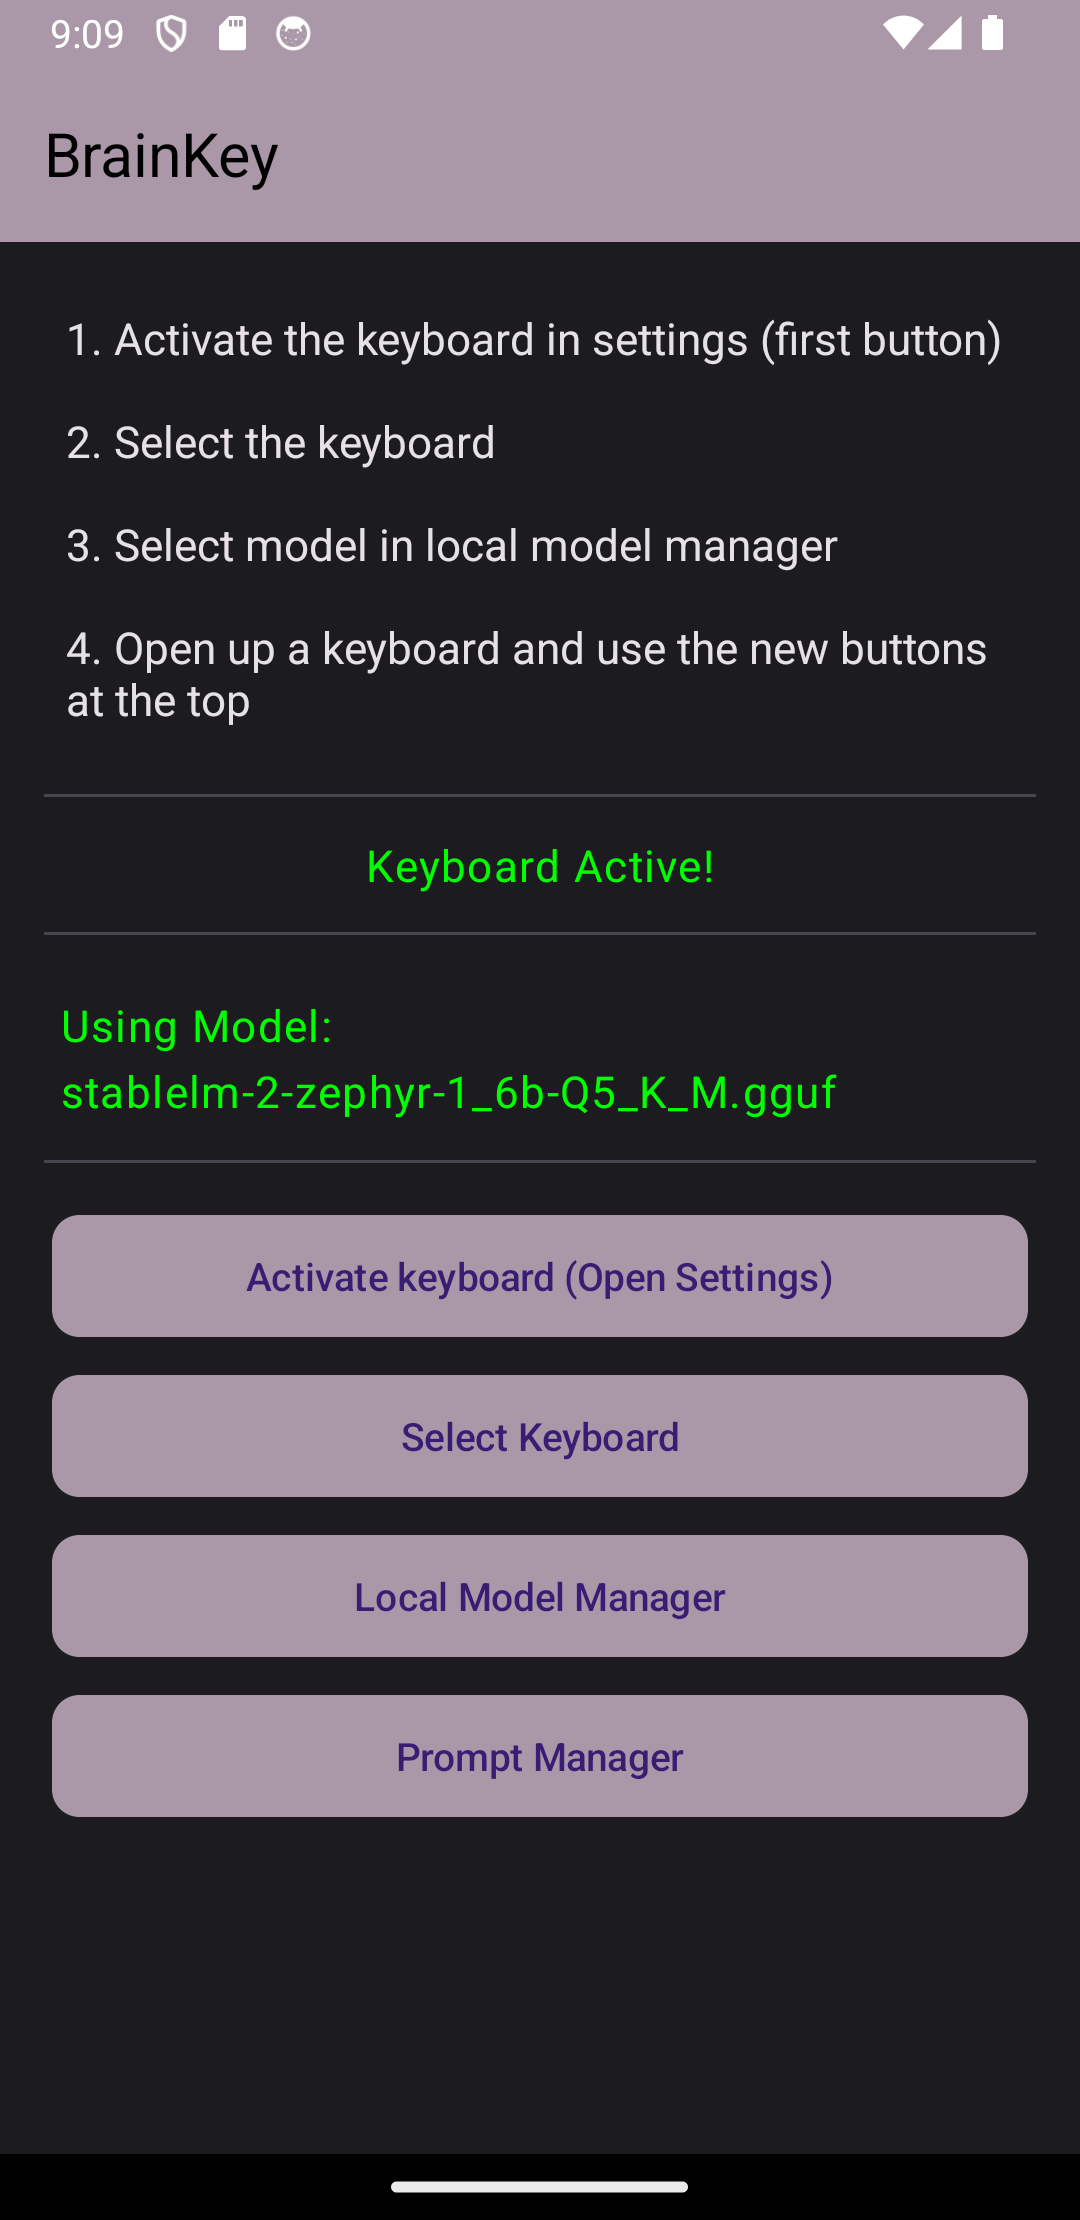 9:09
BrainKey
1. Activate the keyboard in settings (first button)
2. Select the keyboard
3. Select model in local model manager
4. Open up a keyboard and use the new buttons
at the top
Keyboard Active!
Using Model:
stablelm-2-zephyr-1_6b-Q5_K_M.gguf
Activate keyboard (Open Settings)
Select Keyboard
Local Model Manager
Prompt Manager